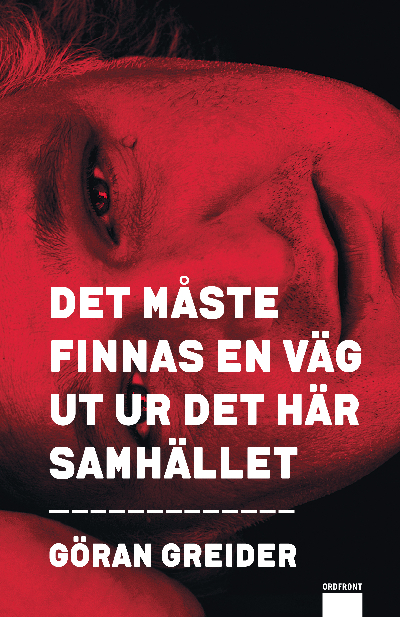 DET MÅSTE
FINNAS EN VÄG
UT UR DET HÄR
SAMHÄLLET
GÖRAN GREIDER
ORDFRONT